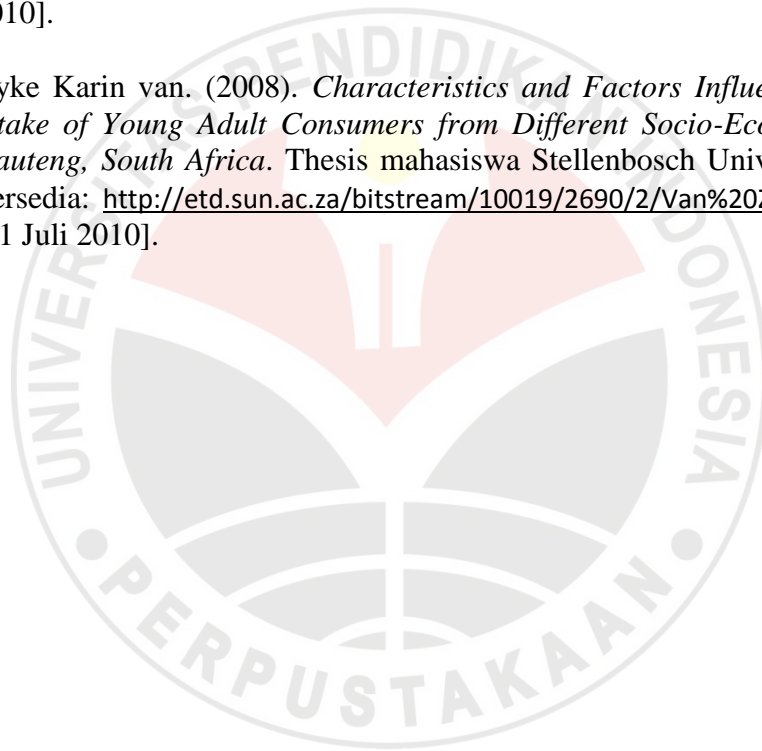 010].
yke Karin van. (2008). Characteristics and Factors Influe
take of Young Adult Consumers from Different Socio-Eco
auteng, South Africa. Thesis mahasiswa Stellenbosch Univ
ersedia: http://etd.sun.ac.za/bitstream/10019/2690/2/Van%20Z
1 Juli 2010].
UNIVERSITAS PENDIDIKAN INDONESIA
PERPUSTAKAAN